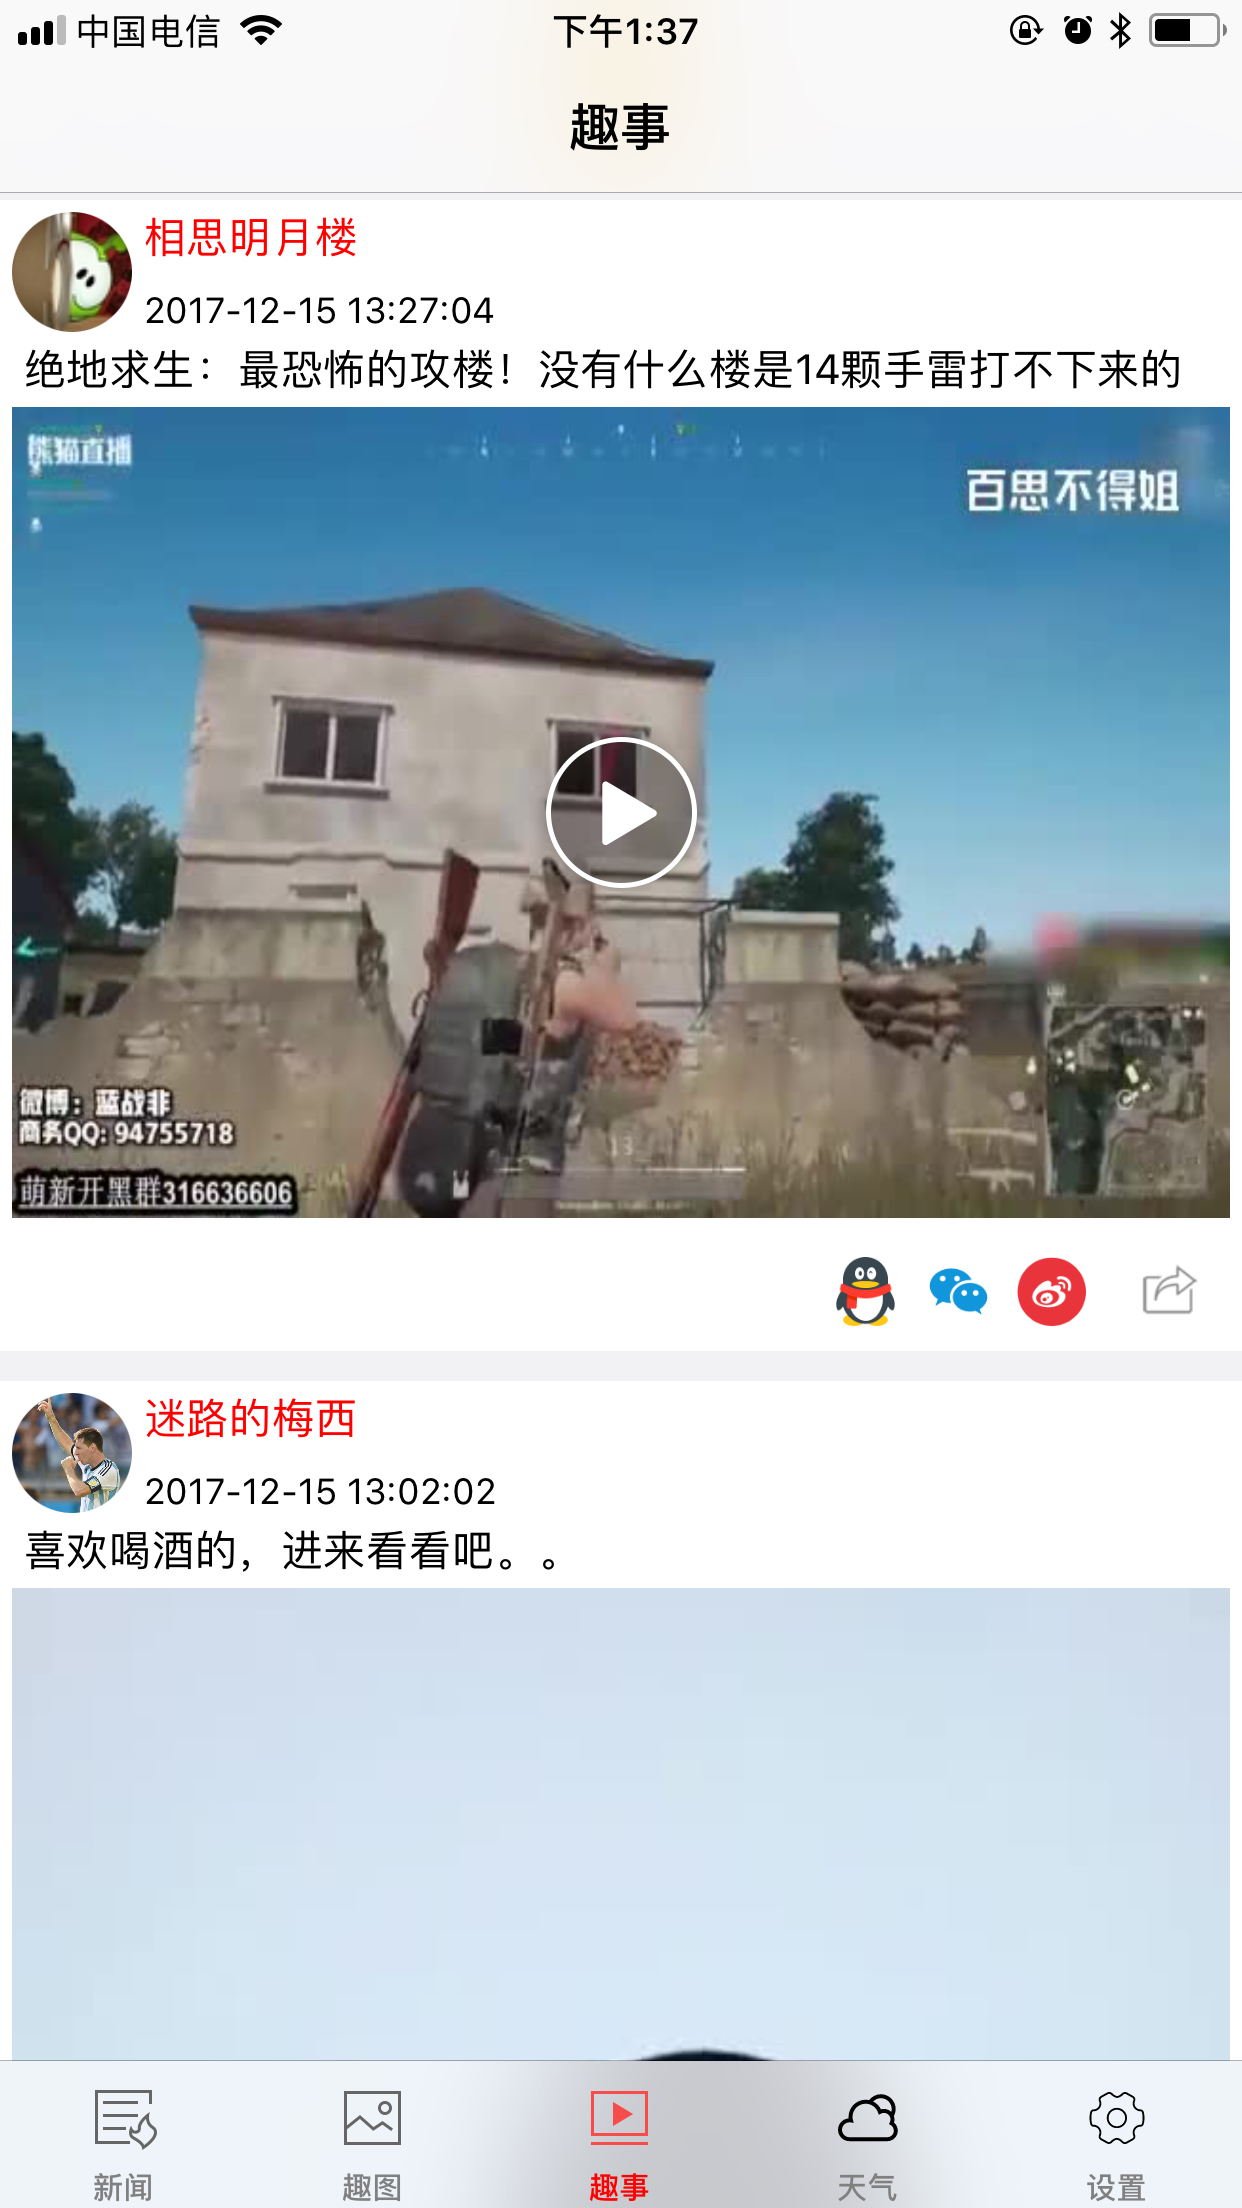 中国电信
下午1:37
趣事
相思明月楼
2017-12-15 13:27:04
绝地求生：最恐怖的攻楼！没有什么楼是14颗手雷打不下来的
熊猫直播
百思不得姐
微博：蓝战非
商务QQ: 94755718
萌新开黑群316636606
13
迷路的梅西
2017-12-15 13:02:02
喜欢喝酒的，进来看看吧。。
新闻
趣图
趣事
天气
设置